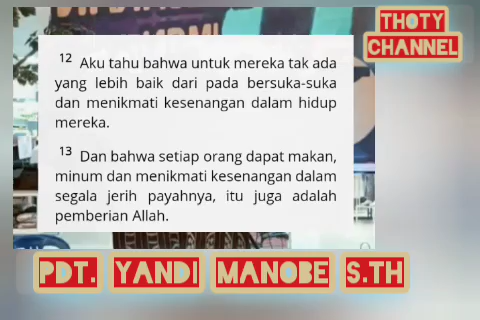 THOTY
CHANNEL
12 Aku tahu bahwa untuk mereka tak ada
yang lebih baik dari pada bersuka-suka
dan menikmati kesenangan dalam hidup
mereka.
13 Dan bahwa setiap orang dapat makan,
minum dan menikmati kesenangan dalam
segala jerih payahnya, itu juga adalah
pemberian Allah.
PDT. YANDI MANOBE S.TH